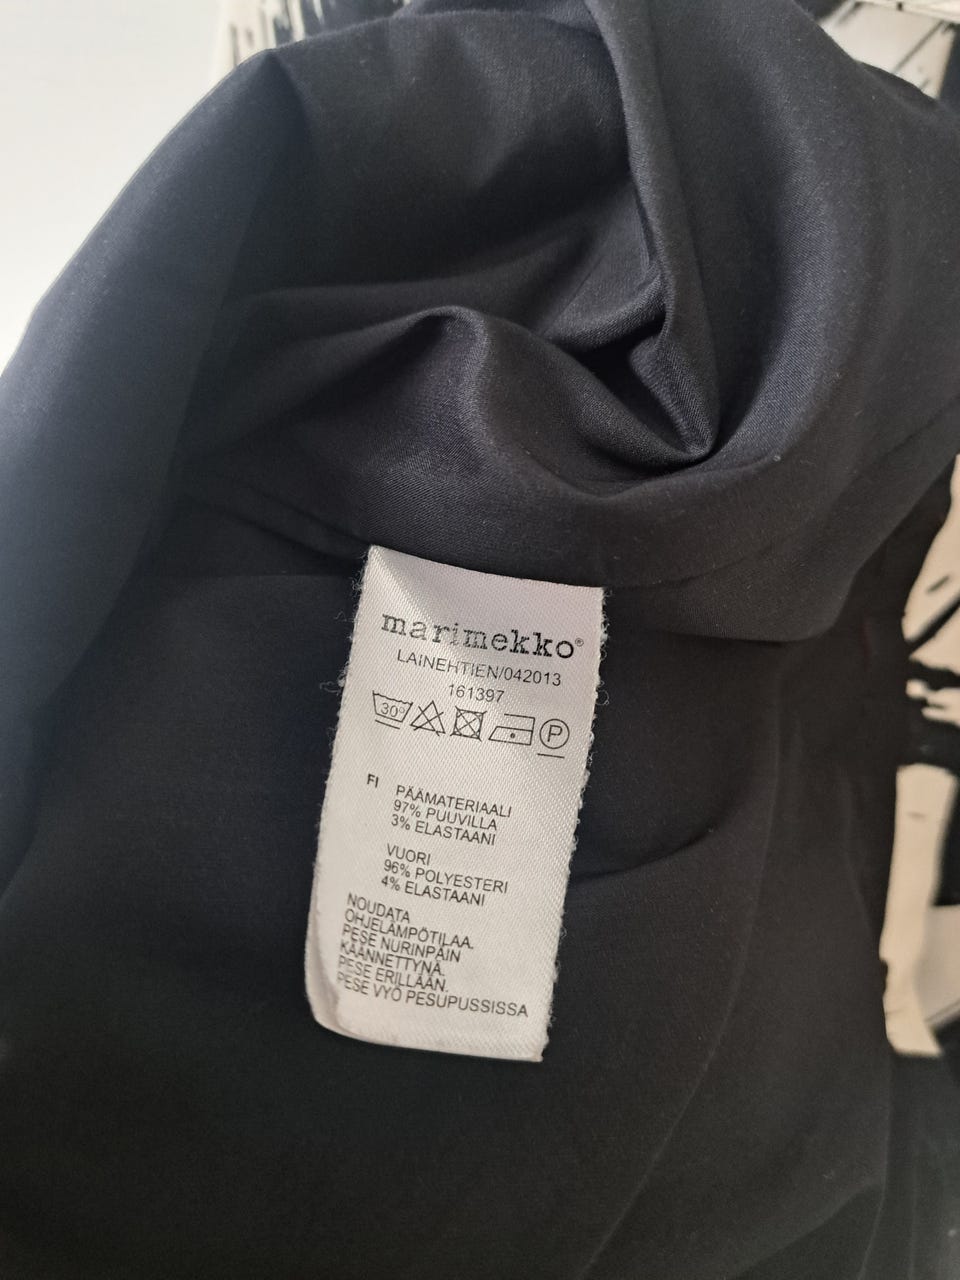 marimekko®
LAINEHTIEN/042013
161397
30° P
FI PÄÄMATERIAALI
97% PUUVILLA
3% ELASTAANI
VUORI
96% POLYESTERI
4% ELASTAANI
NOUDATA
OHJELÄMPÖTILAA.
PESE NURINPÄIN
KÄÄNNETTYNÄ.
PESE ERILLÄÄN.
PESE VYÖ PESUPUSSISSA